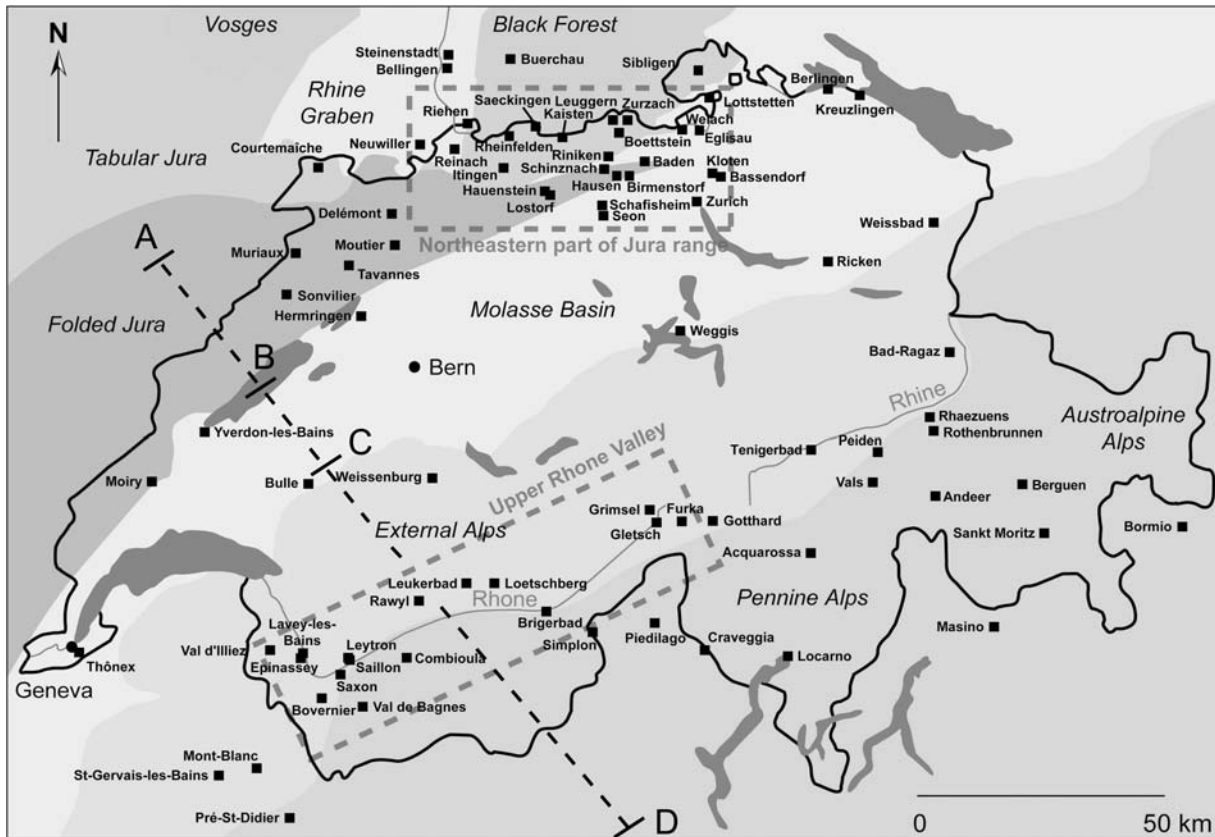 N
Vosges
Black Forest
Steinenstadt
Bellingen
Buerchau
Sibligen
Berlingen
Kreuzlingen
Rhine
Graben
Riehen
Saeckingen
Leuggern
Kaisten
Zurzach
Lottstetten
Weiach
Eglisau
Neuwiller
Reinach
Rheinfelden
Boettstein
Tabular Jura
Courtemaîche
Itingen
Riniken
Schinznach
Baden
Kloten
Bassendorf
Hauenstein
Hausen
Birmenstorf
Lostorf
Schafisheim
Zurich
Seon
Delémont
Northeastern part of Jura range
Weissbad
A
Muriaux
Moutier
Tavannes
Ricken
Sonvilier
Hermringen
Folded Jura
Molasse Basin
Weggis
Bad-Ragaz
B
Bern
Rhine
Yverdon-les-Bains
Rhaezuens
Rothenbrunnen
Austroalpine
Alps
C
Tenigerbad
Peiden
Moiry
Bulle
Weissenburg
Upper Rhone Valley
Vals
Andeer
Berguen
External Alps
Grimsel
Furka
Gletsch
Gotthard
Sankt Moritz
Bormio
Acquarossa
Leukerbad
Loetschberg
Rawyl
Rhone
Brigerbad
Pennine Alps
Simplon
Piedilago
Craveggia
Masino
Lavey-les-
Bains
Val d'Illiez
Leytron
Epinassey
Saillon
Combioula
Locarno
Thônex
Geneva
Saxon
Bovernier
Val de Bagnes
Mont-Blanc
St-Gervais-les-Bains
Pré-St-Didier
D
0 50 km